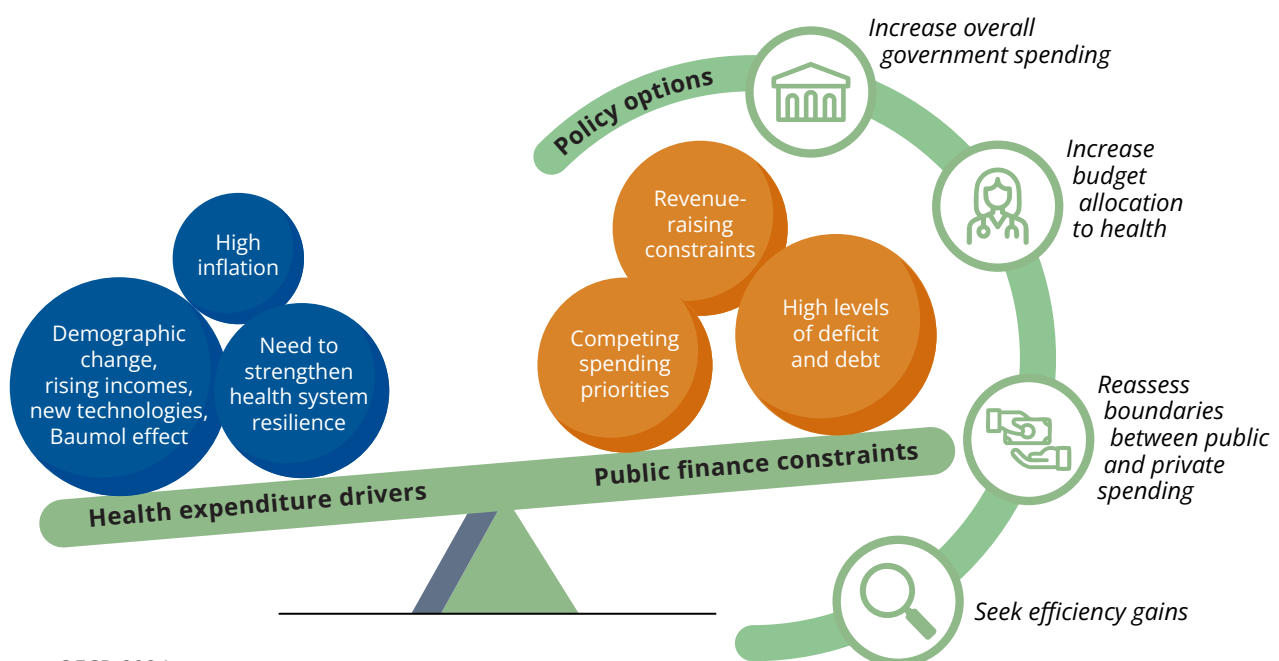 Increase overall
government spending
Policy options
Increase
budget
allocation
to health
Revenue-
raising
constraints
High
inflation
High levels
of deficit
and debt
Competing
spending
priorities
Demographic
change,
rising incomes,
new technologies,
Baumol effect
Need to
strengthen
health system
resilience
Reassess
boundaries
between public
and private
spending
Public finance constraints
Health expenditure drivers
Seek efficiency gains